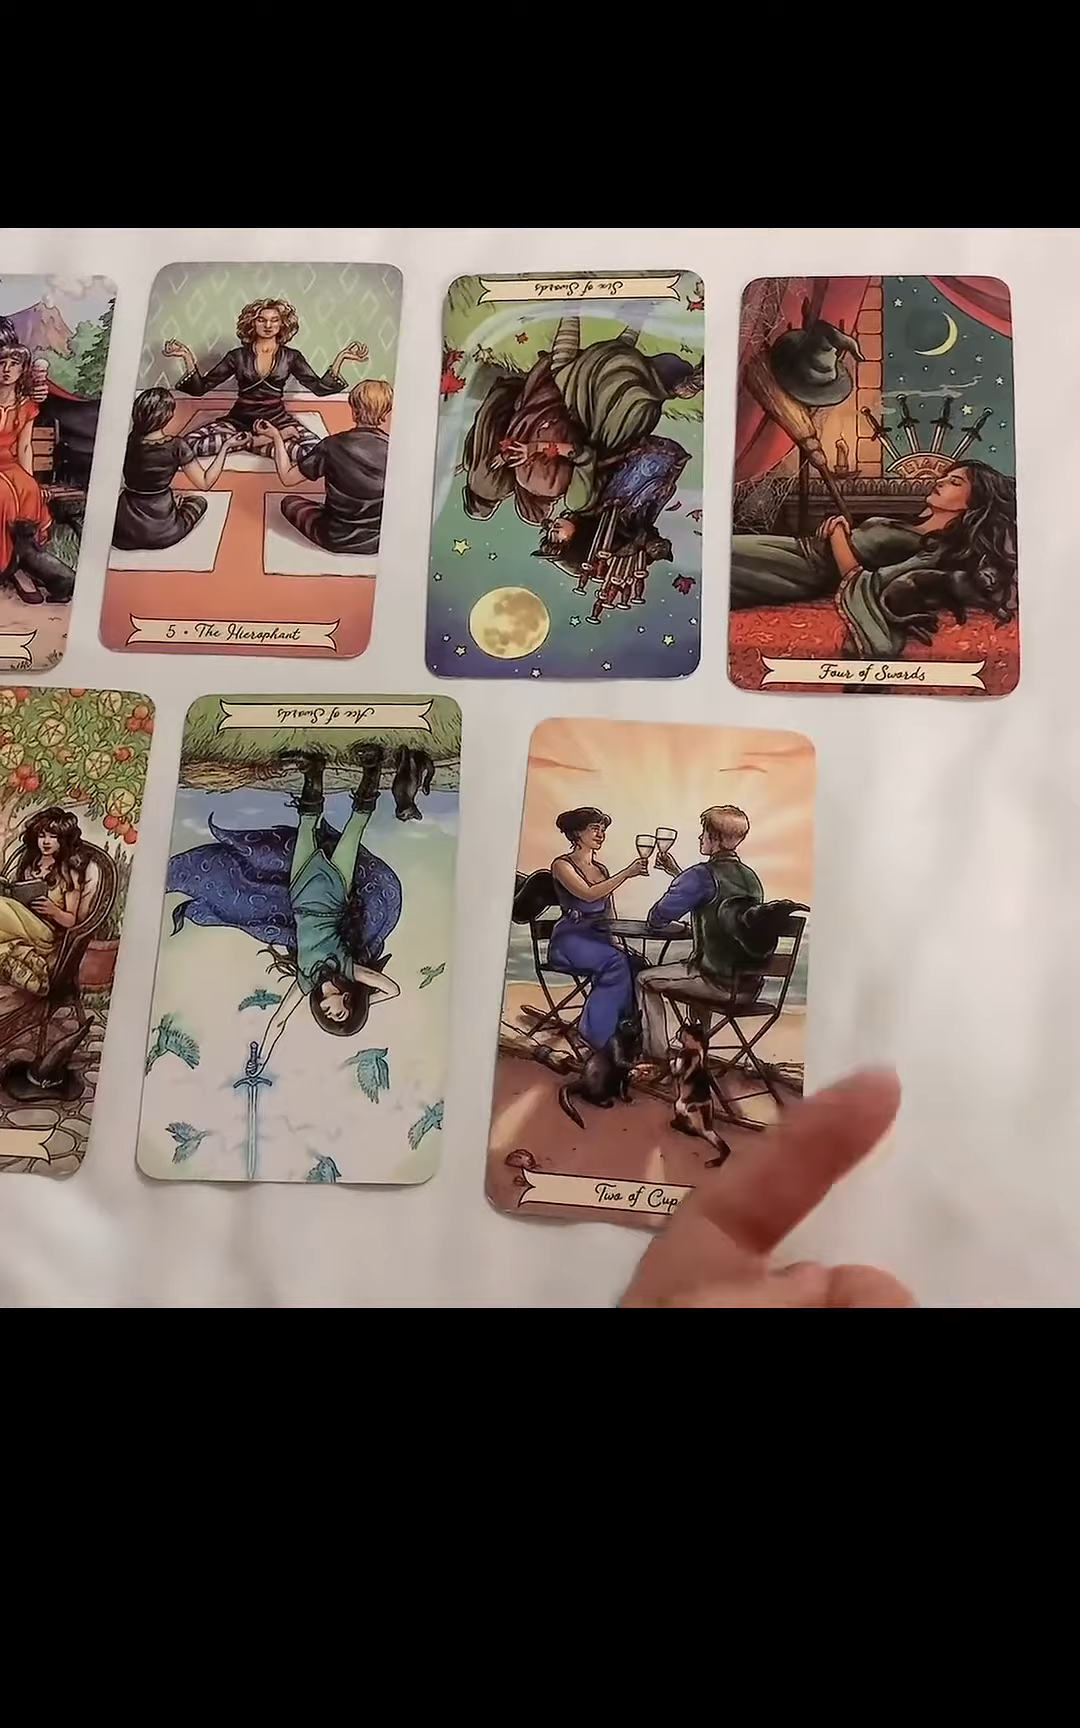 Six of Swords
5 • The Hierophant
Four of Swords
Ace of Swords
Two of Cup